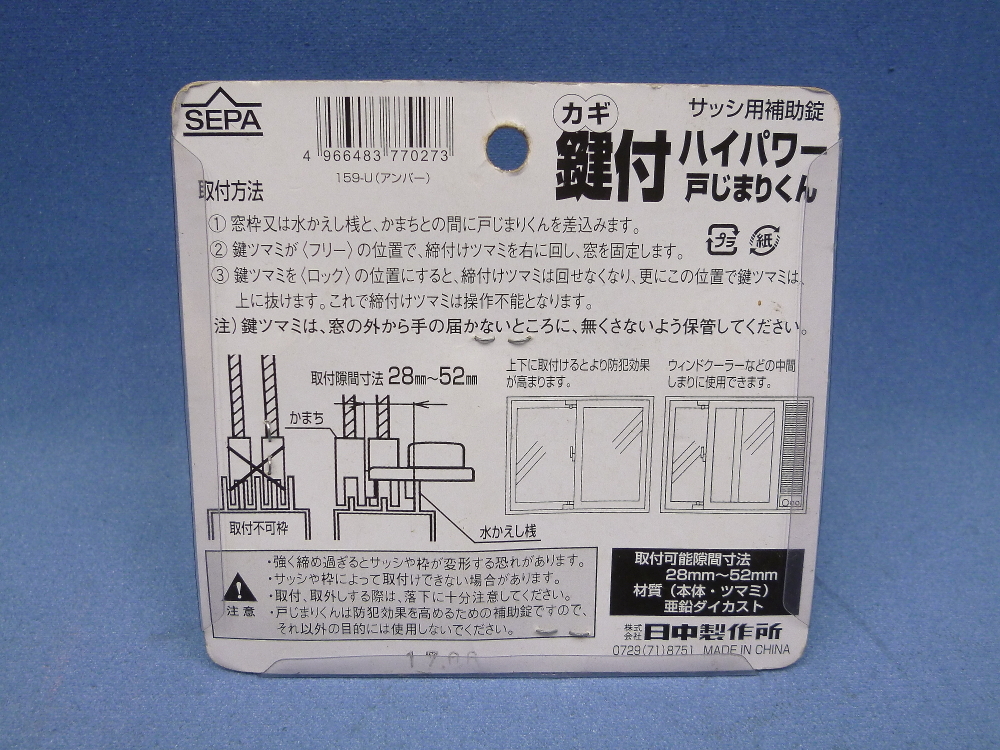 SEPA
4 966483 770273
159-U(アンバー)
サッシ用補助錠
カギ
鍵付
ハイパワー
戸じまりくん
取付方法
① 窓枠又は水かえし桟と、かまちとの間に戸じまりくんを差込みます。
② 鍵ツマミが〈フリー〉の位置で、締付けツマミを右に回し、窓を固定します。
③ 鍵ツマミを〈ロック〉の位置にすると、締付けツマミは回せなくなり、更にこの位置で鍵ツマミは、
上に抜けます。これで締付けツマミは操作不能となります。
注)鍵ツマミは、窓の外から手の届かないところに、無くさないよう保管してください。
プラ
紙
取付隙間寸法 28mm〜52mm
かまち
取付不可枠
水かえし桟
上下に取付けるとより防犯効果
が高まります。
ウィンドクーラーなどの中間
しまりに使用できます。
注意
・強く締め過ぎるとサッシや枠が変形する恐れがあります。
・サッシや枠によって取付けできない場合があります。
・取付、取外しする際は、落下に十分注意してください。
・戸じまりくんは防犯効果を高めるための補助錠ですので、
それ以外の目的には使用しないでください。
取付可能隙間寸法
28mm〜52mm
材質(本体・ツマミ)
亜鉛ダイカスト
株式会社 日中製作所
0729(71)8751 MADE IN CHINA